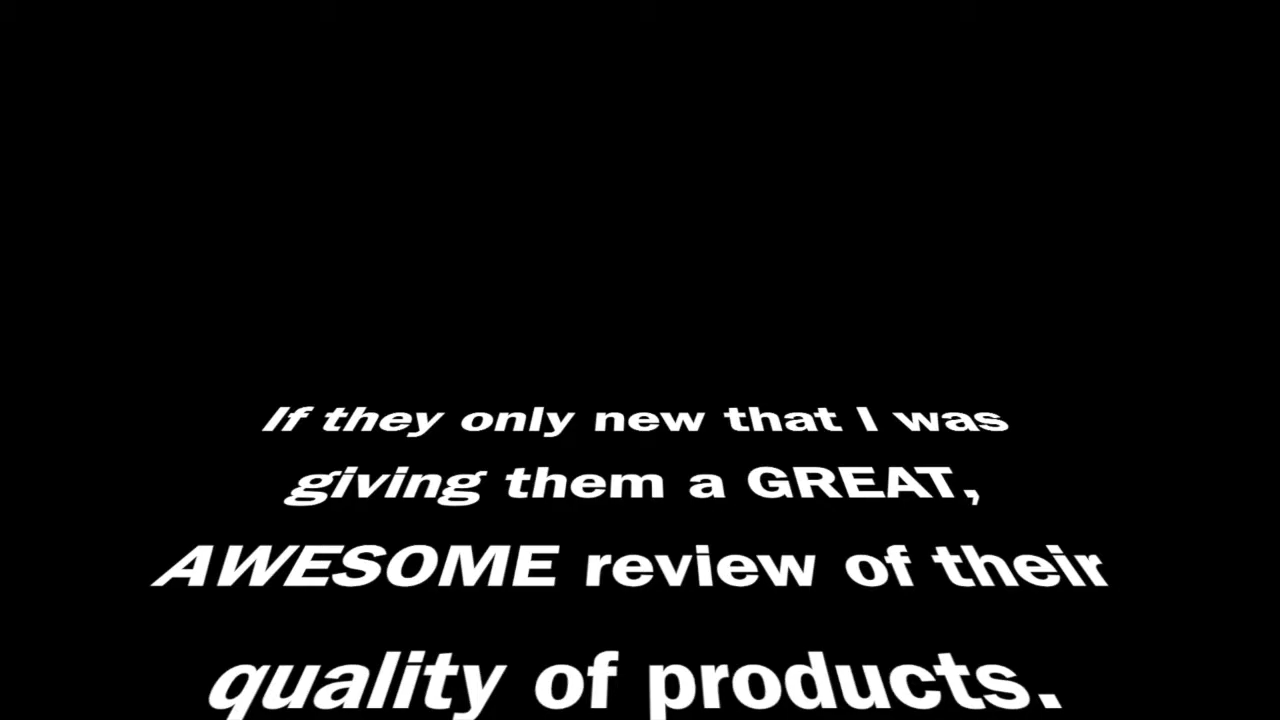 If they only new that I was
giving them a GREAT,
AWESOME review of their
quality of products.